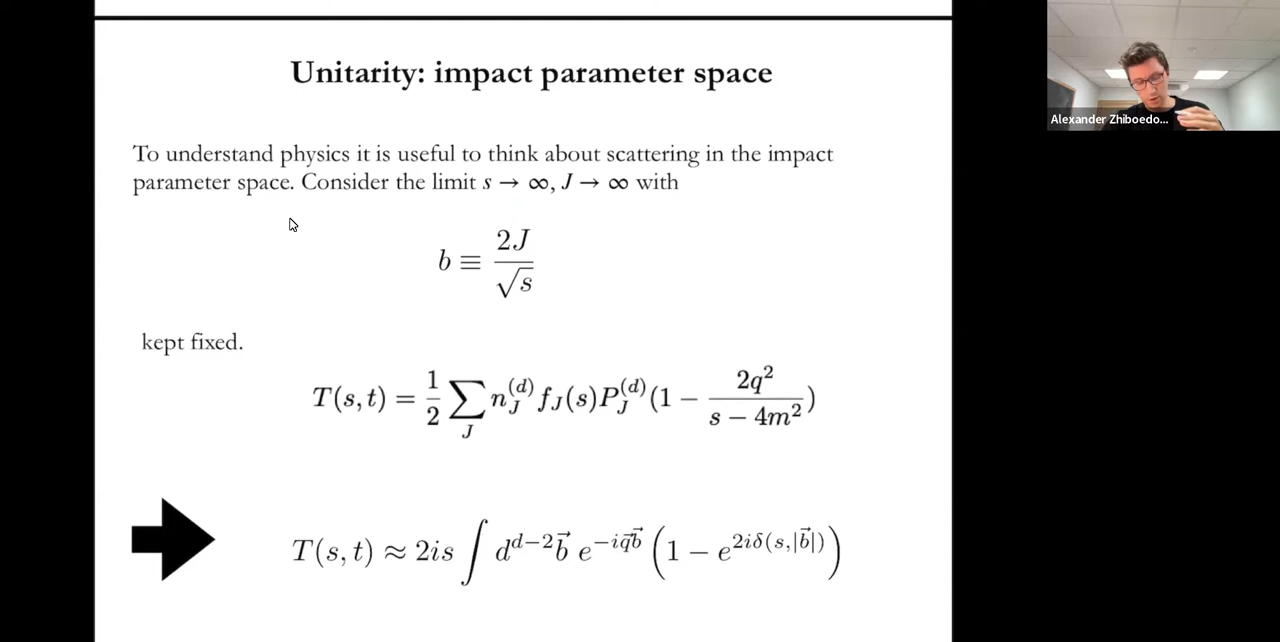 Unitarity: impact parameter space
Alexander Zhiboedo...
To understand physics it is useful to think about scattering in the impact
parameter space. Consider the limit s → ∞, J → ∞ with
b ≡ 2J/√s
kept fixed.
T(s,t) = 1/2 ∑_J n_J^(d) f_J(s) P_J^(d) (1 − 2q²/(s − 4m²))
T(s,t) ≈ 2is ∫ d^{d−2}b⃗ e^{−iq⃗b⃗} (1 − e^{2iδ(s,|b⃗|)})